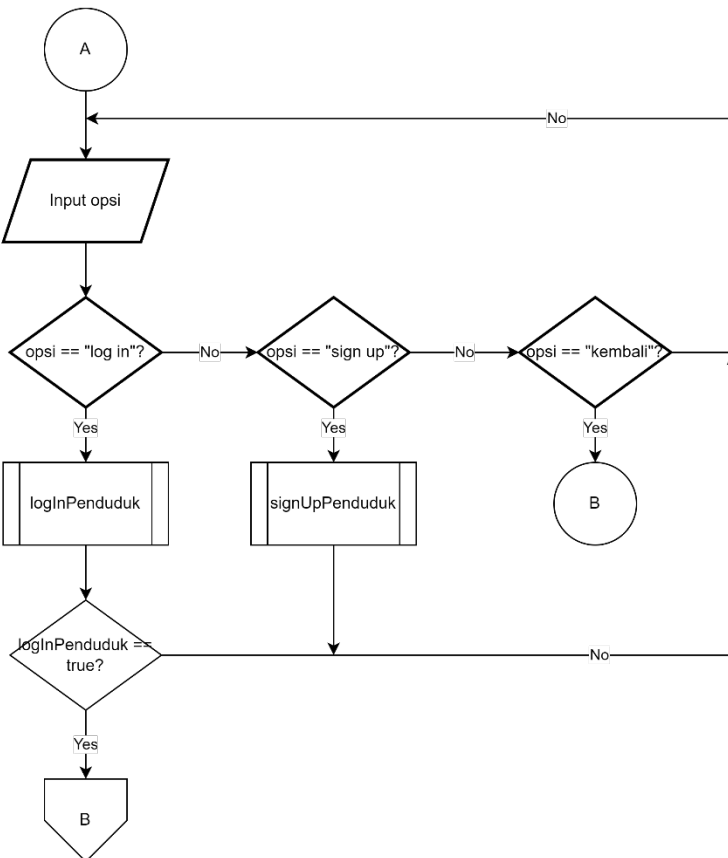 A
No
Input opsi
opsi == "log in"?
No
opsi == "sign up"?
No
opsi == "kembali"?
Yes
Yes
Yes
logInPenduduk
signUpPenduduk
B
logInPenduduk ==
true?
No
Yes
B